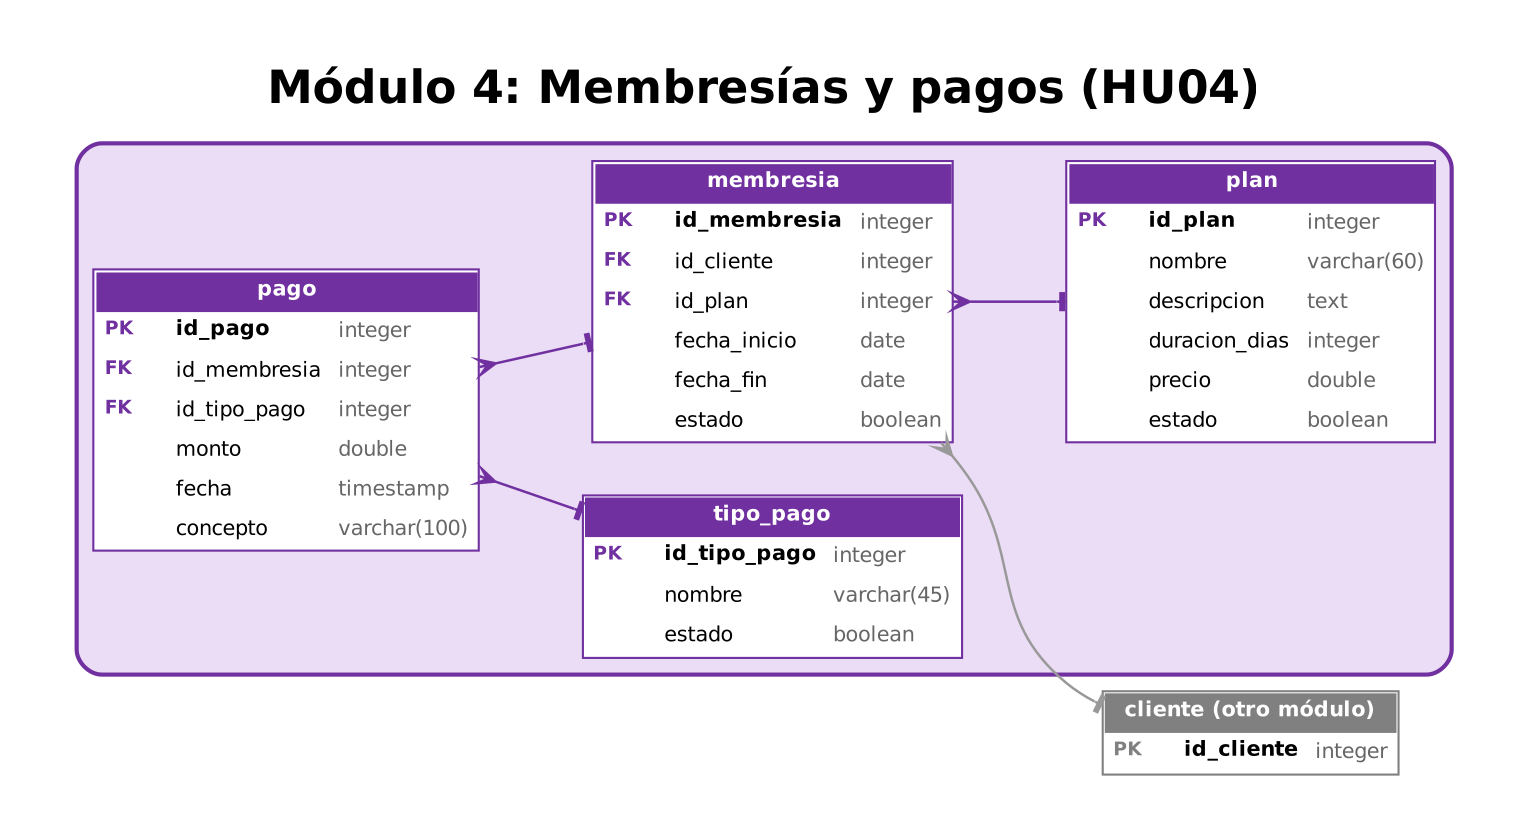 Módulo 4: Membresías y pagos (HU04)
pago
PK id_pago integer
FK id_membresia integer
FK id_tipo_pago integer
monto double
fecha timestamp
concepto varchar(100)
membresia
PK id_membresia integer
FK id_cliente integer
FK id_plan integer
fecha_inicio date
fecha_fin date
estado boolean
plan
PK id_plan integer
nombre varchar(60)
descripcion text
duracion_dias integer
precio double
estado boolean
tipo_pago
PK id_tipo_pago integer
nombre varchar(45)
estado boolean
cliente (otro módulo)
PK id_cliente integer